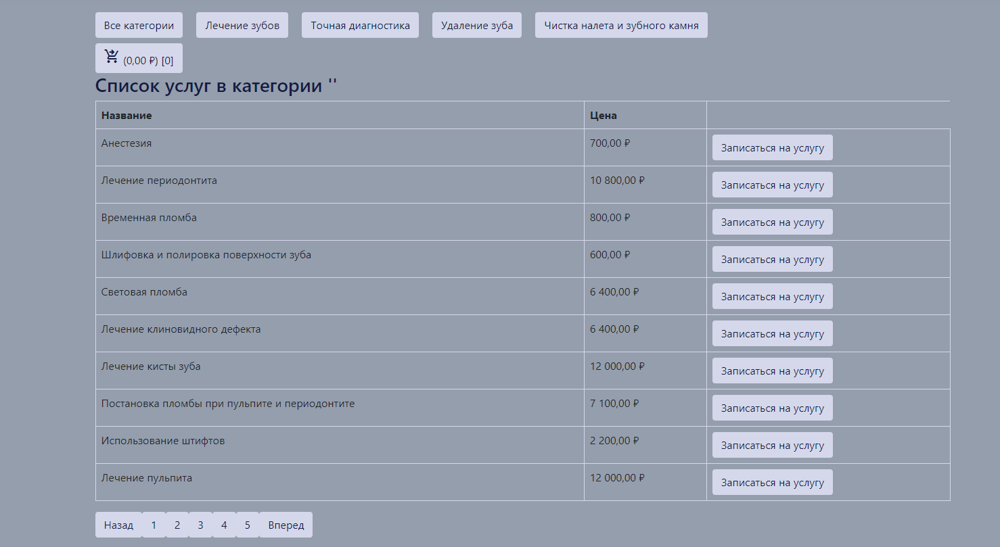 Все категории Лечение зубов Точная диагностика Удаление зуба Чистка налета и зубного камня
(0,00 ₽) [0]
Список услуг в категории ''
Название Цена
Анестезия 700,00 ₽ Записаться на услугу
Лечение периодонтита 10 800,00 ₽ Записаться на услугу
Временная пломба 800,00 ₽ Записаться на услугу
Шлифовка и полировка поверхности зуба 600,00 ₽ Записаться на услугу
Световая пломба 6 400,00 ₽ Записаться на услугу
Лечение клиновидного дефекта 6 400,00 ₽ Записаться на услугу
Лечение кисты зуба 12 000,00 ₽ Записаться на услугу
Постановка пломбы при пульпите и периодонтите 7 100,00 ₽ Записаться на услугу
Использование штифтов 2 200,00 ₽ Записаться на услугу
Лечение пульпита 12 000,00 ₽ Записаться на услугу
Назад 1 2 3 4 5 Вперед